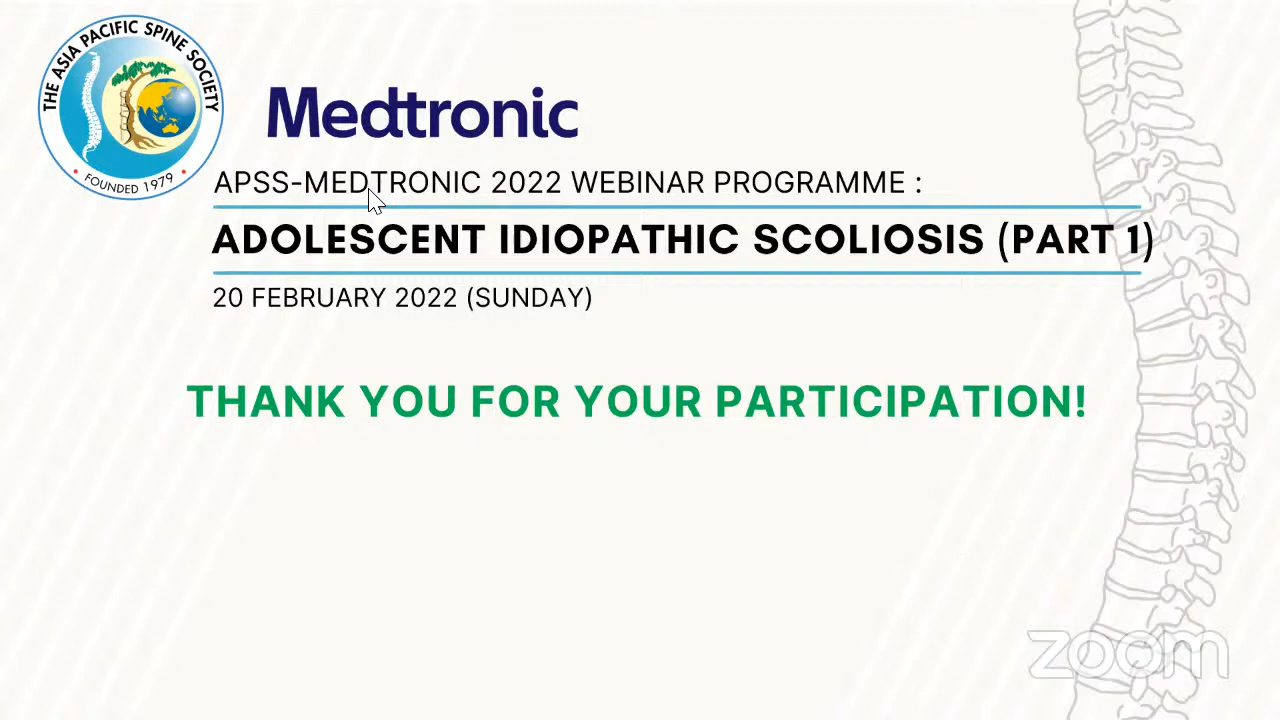 THE ASIA PACIFIC SPINE SOCIETY
• FOUNDED 1979 •
Medtronic
APSS-MEDTRONIC 2022 WEBINAR PROGRAMME :
ADOLESCENT IDIOPATHIC SCOLIOSIS (PART 1)
20 FEBRUARY 2022 (SUNDAY)
THANK YOU FOR YOUR PARTICIPATION!
zoom